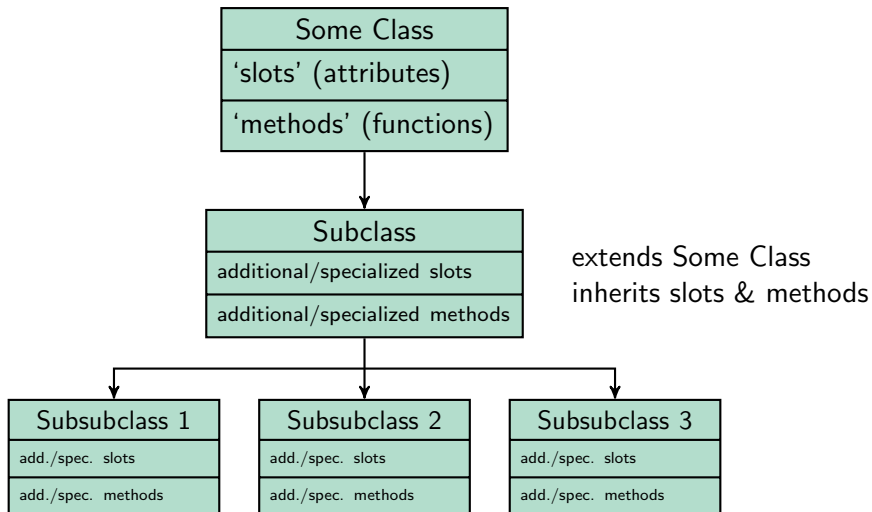 Some Class
‘slots’ (attributes)
‘methods’ (functions)
Subclass
additional/specialized slots
additional/specialized methods
extends Some Class
inherits slots & methods
Subsubclass 1
add./spec. slots
add./spec. methods
Subsubclass 2
add./spec. slots
add./spec. methods
Subsubclass 3
add./spec. slots
add./spec. methods